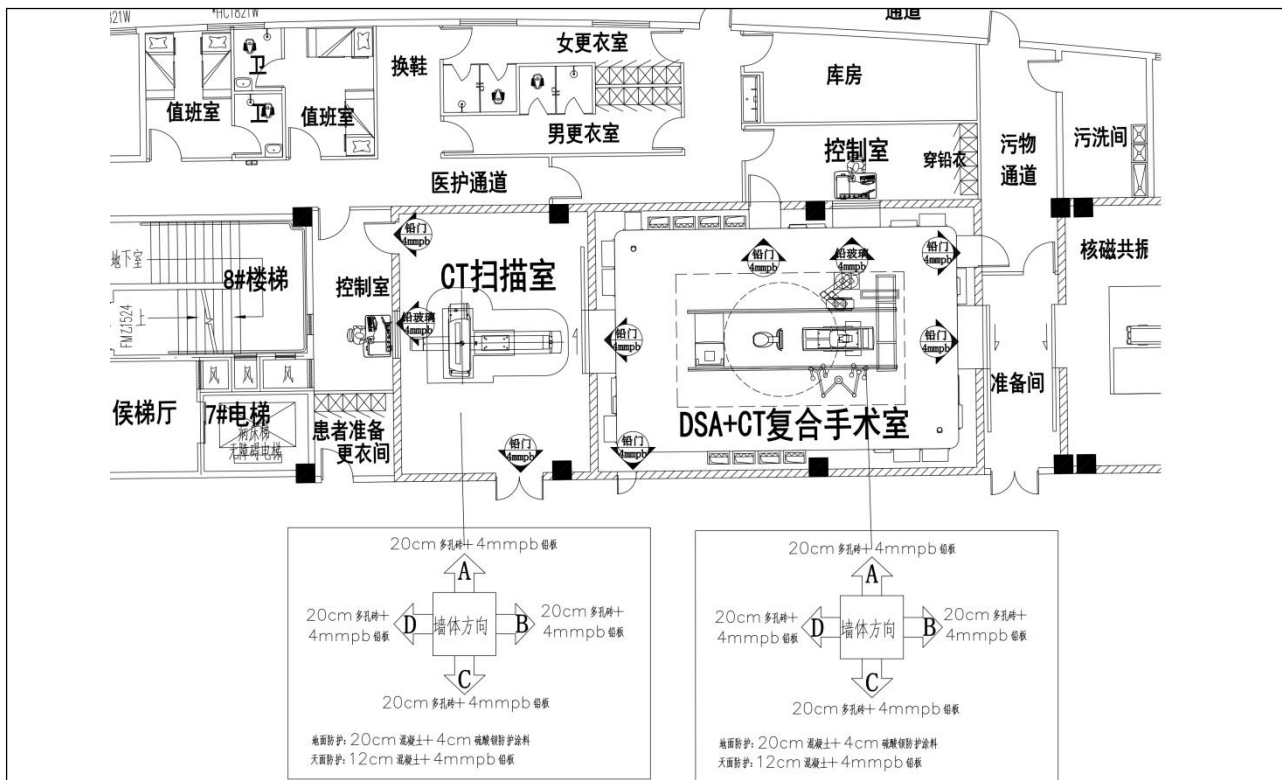 821W
HC1821W
通道
女更衣室
换鞋
库房
值班室
值班室
男更衣室
控制室
穿铅衣
污物
通道
污洗间
医护通道
铅门
4mmpb
铅门
4mmpb
铅玻璃
4mmpb
铅门
4mmpb
核磁共振
地下室
8#楼梯
控制室
CT扫描室
上
FMZ1524
铅玻璃
4mmpb
铅门
4mmpb
铅门
4mmpb
风
风
风
准备间
侯梯厅
7#电梯
病床梯
无障碍电梯
患者准备
更衣间
DSA+CT复合手术室
铅门
4mmpb
铅门
4mmpb
20cm 多孔砖+ 4mmpb 铅板
A
20cm 多孔砖+
4mmpb 铅板
D
墙体方向
B
20cm 多孔砖+
4mmpb 铅板
C
20cm 多孔砖+ 4mmpb 铅板
地面防护: 20cm 混凝土+ 4cm 硫酸钡防护涂料
天面防护: 12cm 混凝土+ 4mmpb 铅板
20cm 多孔砖+ 4mmpb 铅板
A
20cm 多孔砖+
4mmpb 铅板
D
墙体方向
B
20cm 多孔砖+
4mmpb 铅板
C
20cm 多孔砖+ 4mmpb 铅板
地面防护: 20cm 混凝土+ 4cm 硫酸钡防护涂料
天面防护: 12cm 混凝土+ 4mmpb 铅板